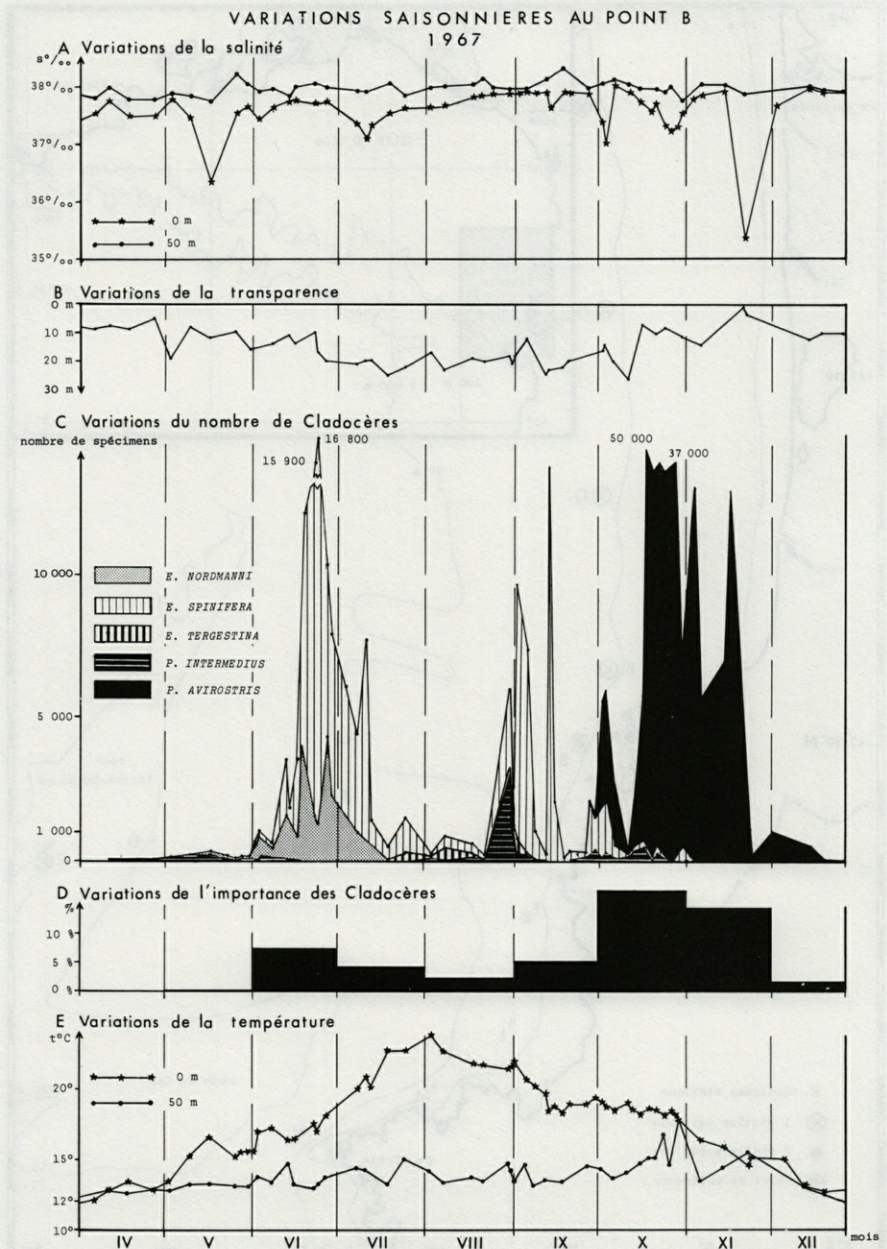 VARIATIONS SAISONNIERES AU POINT B
1967
A Variations de la salinité
s°/oo
38°/oo
37°/oo
36°/oo
35°/oo
0 m
50 m
B Variations de la transparence
0 m
10 m
20 m
30 m
C Variations du nombre de Cladocères
nombre de spécimens
15 900
16 800
50 000
37 000
10 000
5 000
1 000
0
E. NORDMANNI
E. SPINIFERA
E. TERGESTINA
P. INTERMEDIUS
P. AVIROSTRIS
D Variations de l'importance des Cladocères
%
10 %
5 %
0 %
E Variations de la température
t°C
20°
15°
12°
10°
0 m
50 m
IV V VI VII VIII IX X XI XII mois